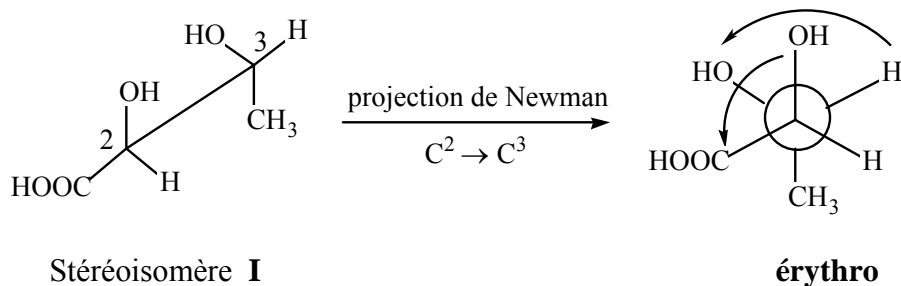 HO 3 H
OH
CH₃
2
HOOC H
projection de Newman
C² → C³
OH
HO H
HOOC H
CH₃
Stéréoisomère I
érythro